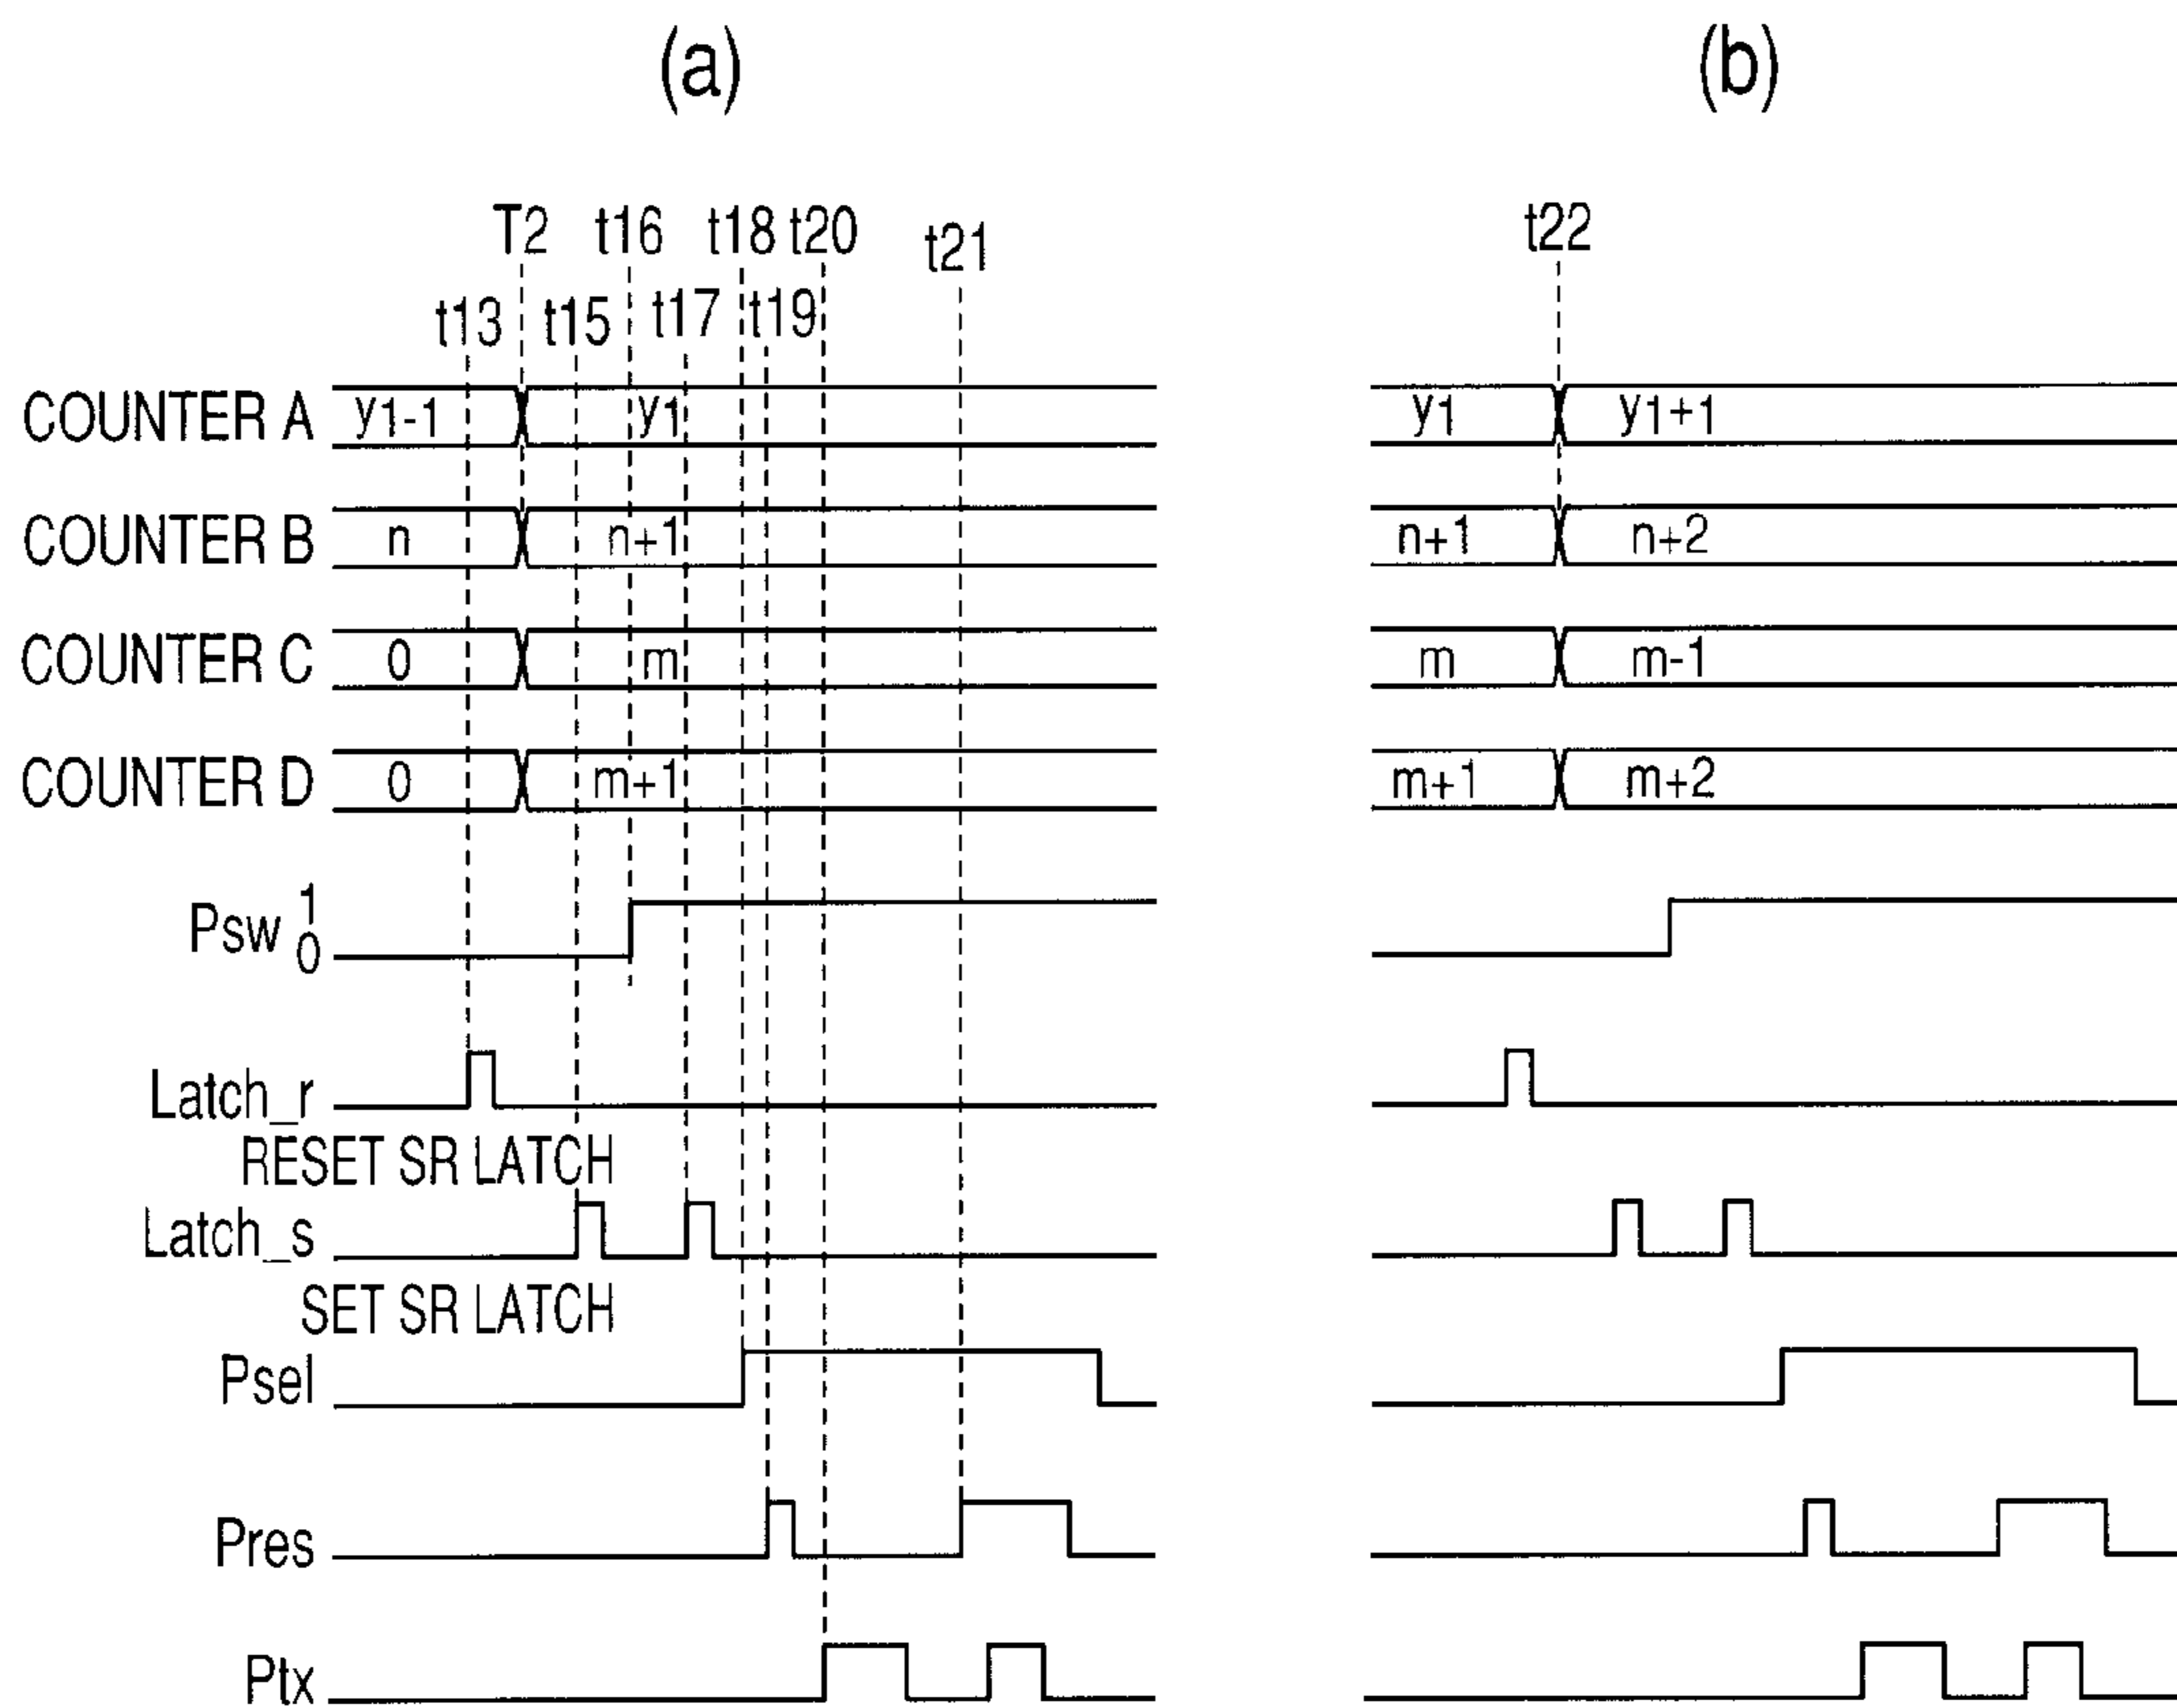 (a) (b)
T2 t16 t18 t20 t21 t22
t13 t15 t17 t19
COUNTER A y1-1 y1 y1 y1+1
COUNTER B n n+1 n+1 n+2
COUNTER C 0 m m m-1
COUNTER D 0 m+1 m+1 m+2
Psw 1
0
Latch_r
RESET SR LATCH
Latch_s
SET SR LATCH
Psel
Pres
Ptx